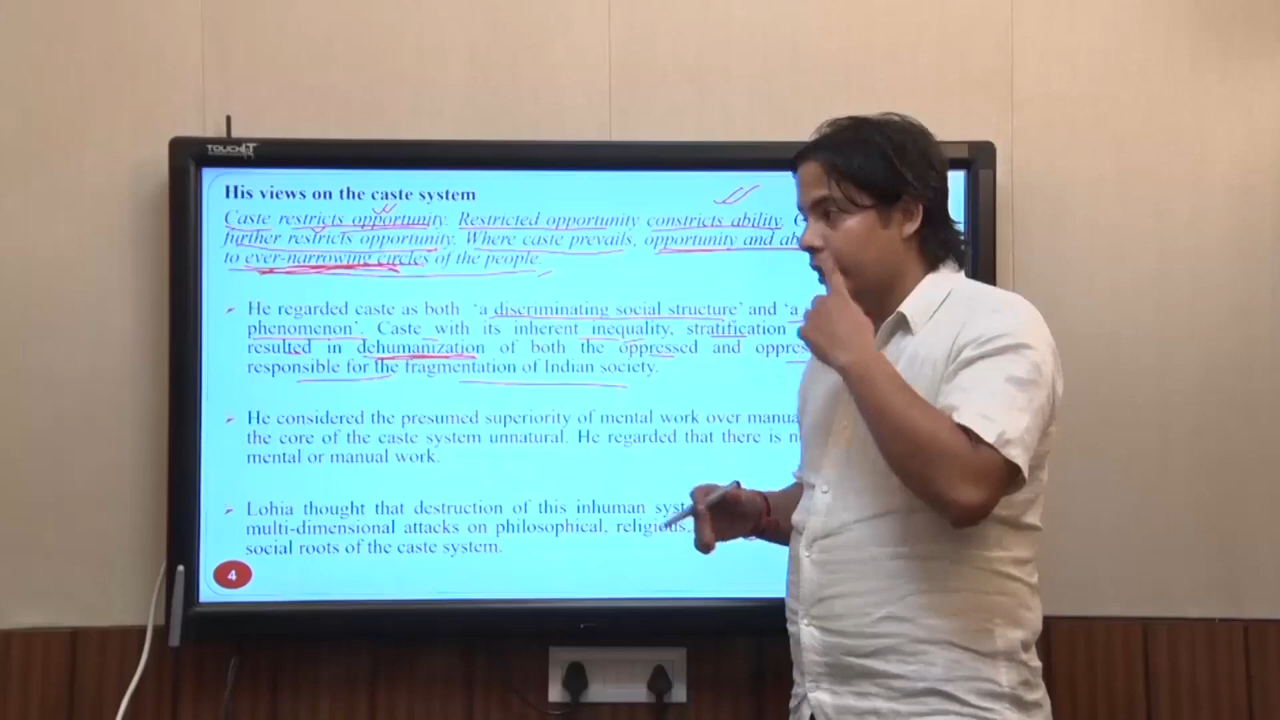 TOUCHIT
His views on the caste system
Caste restricts opportunity. Restricted opportunity constricts ability.
further restricts opportunity. Where caste prevails, opportunity and
to ever-narrowing circles of the people.
➢ He regarded caste as both 'a discriminating social structure' and 'a
phenomenon'. Caste with its inherent inequality, stratification
resulted in dehumanization of both the oppressed and
responsible for the fragmentation of Indian society.
➢ He considered the presumed superiority of mental work over
the core of the caste system unnatural. He regarded that there is
mental or manual work.
➢ Lohia thought that destruction of this inhuman
multi-dimensional attacks on philosophical, religious,
social roots of the caste system.
4